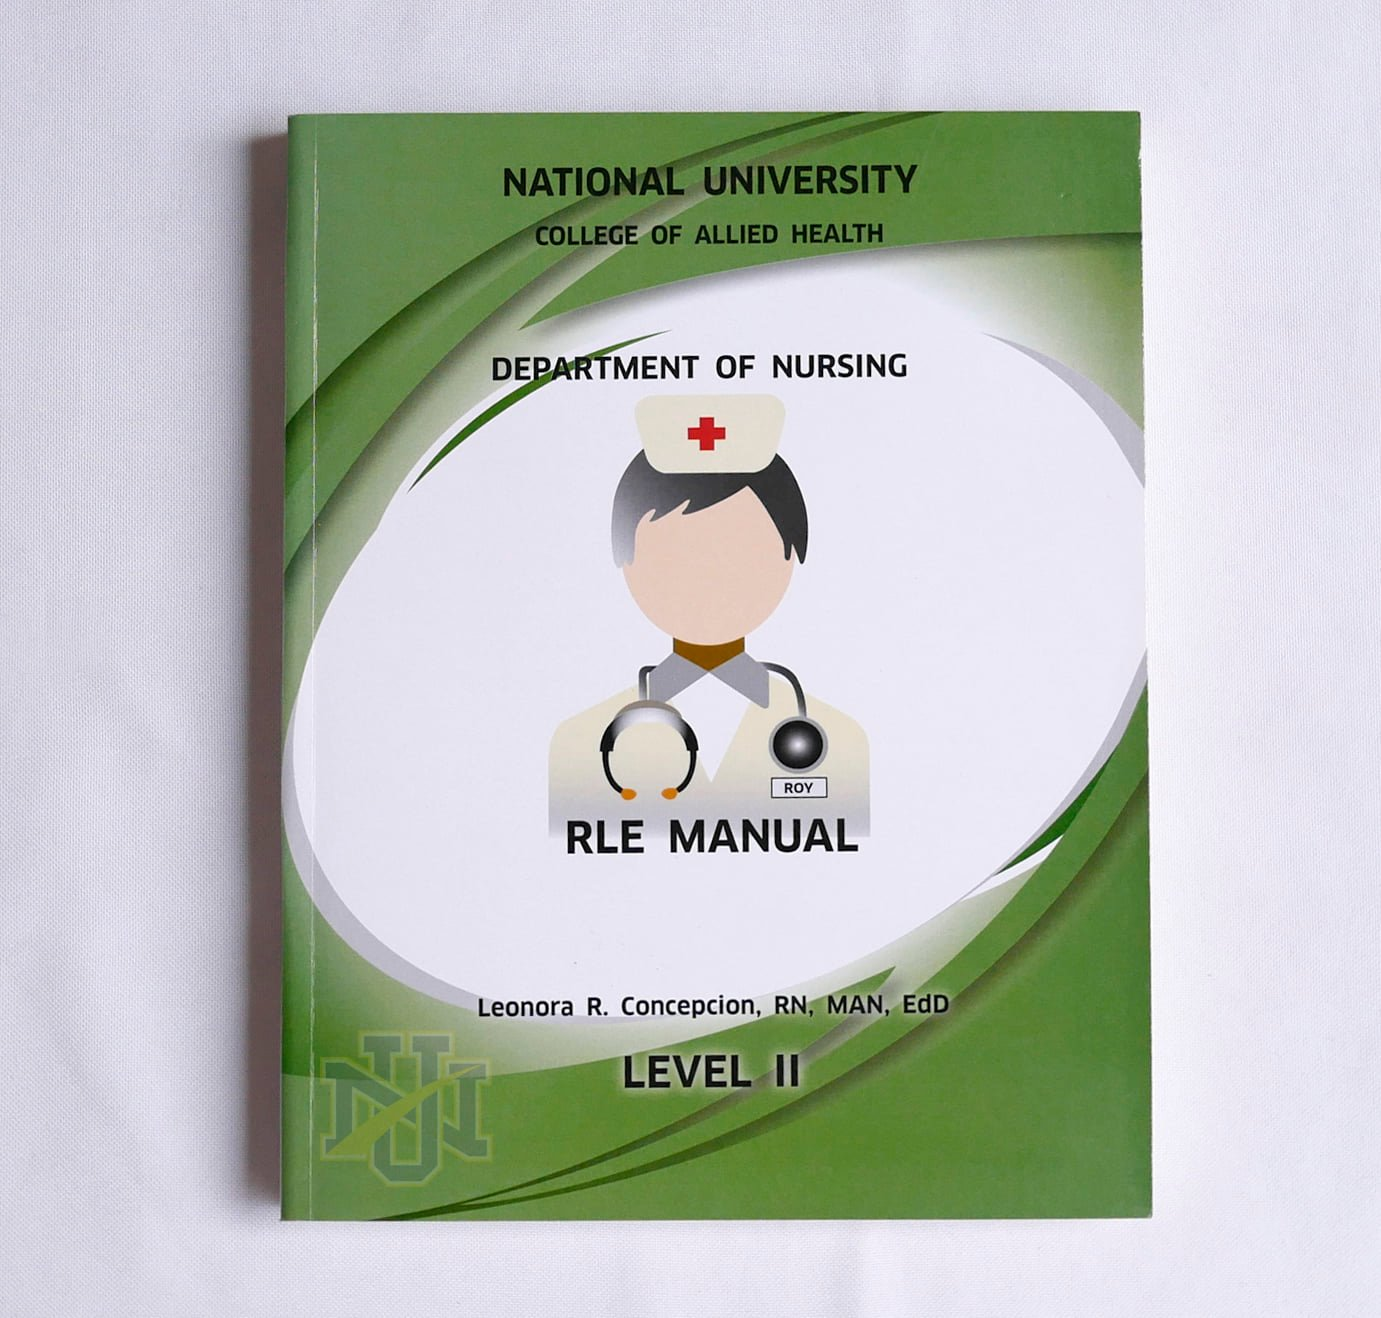 NATIONAL UNIVERSITY
COLLEGE OF ALLIED HEALTH
DEPARTMENT OF NURSING
ROY
RLE MANUAL
Leonora R. Concepcion, RN, MAN, EdD
LEVEL II
NU